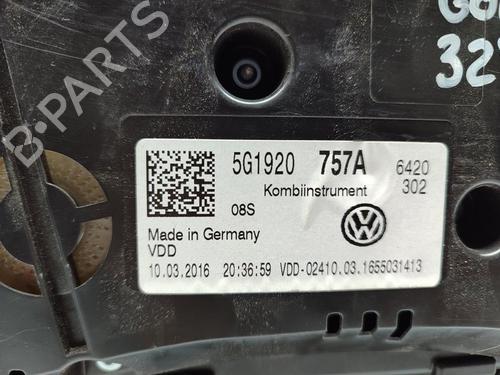 B-PARTS
32
5G1920 757A 6420
Kombiinstrument 302
08S
Made in Germany
VDD
10.03.2016 20:36:59 VDD-02410.03.1655031413